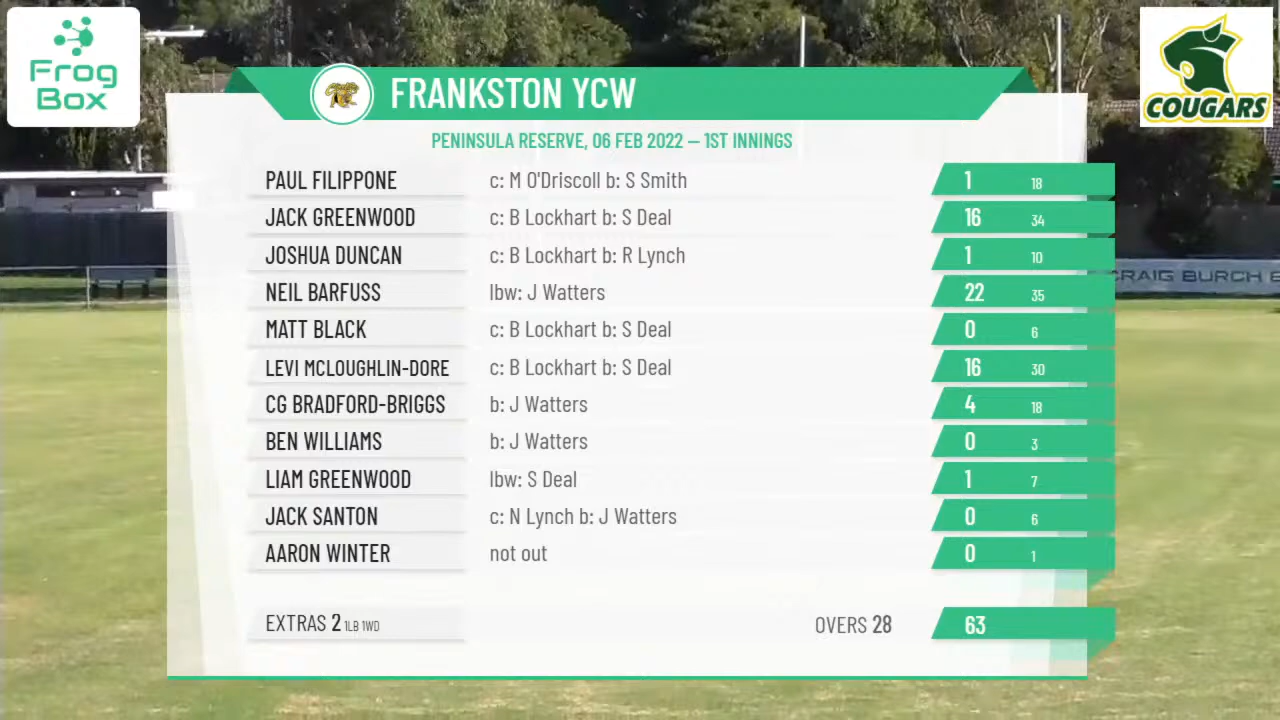 Frog
Box
COUGARS
FRANKSTON YCW
PENINSULA RESERVE, 06 FEB 2022 – 1ST INNINGS
PAUL FILIPPONE c: M O'Driscoll b: S Smith 1 18
JACK GREENWOOD c: B Lockhart b: S Deal 16 34
JOSHUA DUNCAN c: B Lockhart b: R Lynch 1 10
NEIL BARFUSS lbw: J Watters 22 35
MATT BLACK c: B Lockhart b: S Deal 0 6
LEVI MCLOUGHLIN-DORE c: B Lockhart b: S Deal 16 30
CG BRADFORD-BRIGGS b: J Watters 4 18
BEN WILLIAMS b: J Watters 0 3
LIAM GREENWOOD lbw: S Deal 1 7
JACK SANTON c: N Lynch b: J Watters 0 6
AARON WINTER not out 0 1
EXTRAS 2 1LB 1WD OVERS 28 63
CRAIG BURCH